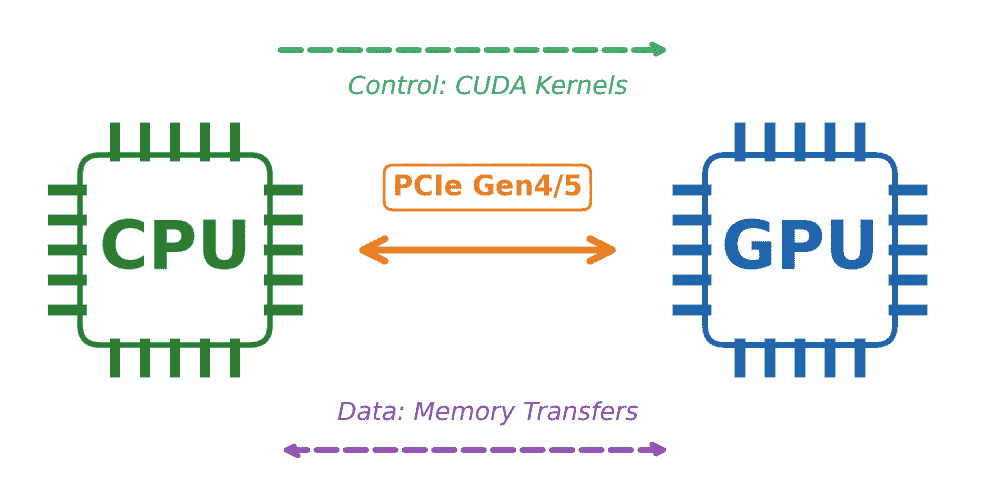 Control: CUDA Kernels
PCIe Gen4/5
CPU
GPU
Data: Memory Transfers